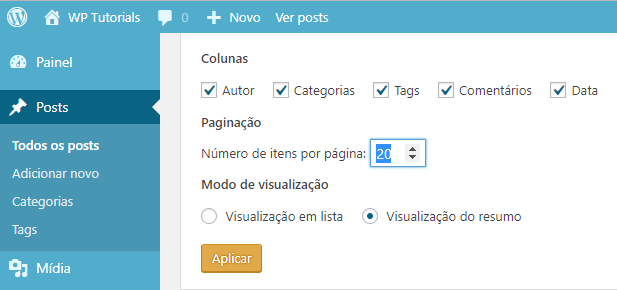 WP Tutorials 0 + Novo Ver posts
Painel
Posts
Todos os posts
Adicionar novo
Categorias
Tags
Mídia
Colunas
Autor Categorias Tags Comentários Data
Paginação
Número de itens por página: 20
Modo de visualização
Visualização em lista Visualização do resumo
Aplicar